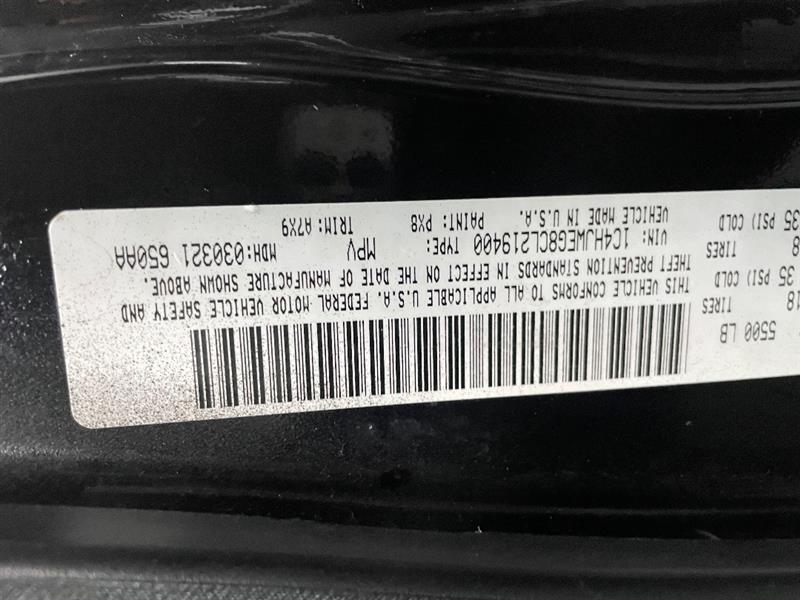 5500 LB
TIRES
35 PSI) COLD
TIRES
35 PSI) COLD
THIS VEHICLE CONFORMS TO ALL APPLICABLE U.S.A. FEDERAL MOTOR VEHICLE SAFETY AND
THEFT PREVENTION STANDARDS IN EFFECT ON THE DATE OF MANUFACTURE SHOWN ABOVE.
VIN: 1C4HJWEG8CL219400 TYPE: MPV MDH:030321 650AA
VEHICLE MADE IN U.S.A. PAINT: PX8 TRIM: A7X9